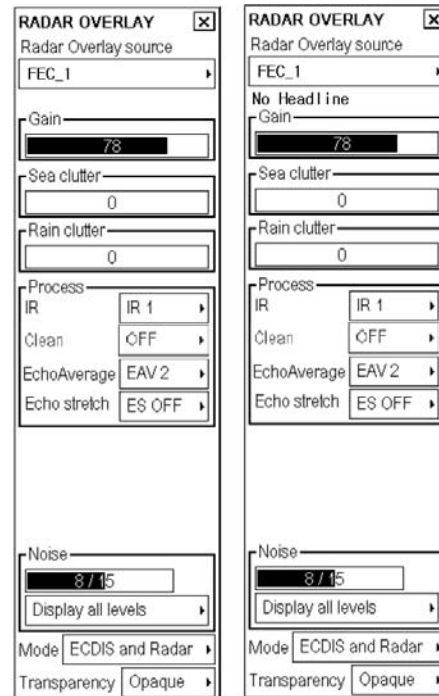 RADAR OVERLAY
Radar Overlay source
FEC_1
Gain
78
Sea clutter
0
Rain clutter
0
Process
IR IR 1
Clean OFF
EchoAverage EAV 2
Echo stretch ES OFF
Noise
8 / 15
Display all levels
Mode ECDIS and Radar
Transparency Opaque
RADAR OVERLAY
Radar Overlay source
FEC_1
No Headline
Gain
78
Sea clutter
0
Rain clutter
0
Process
IR IR 1
Clean OFF
EchoAverage EAV 2
Echo stretch ES OFF
Noise
8 / 15
Display all levels
Mode ECDIS and Radar
Transparency Opaque